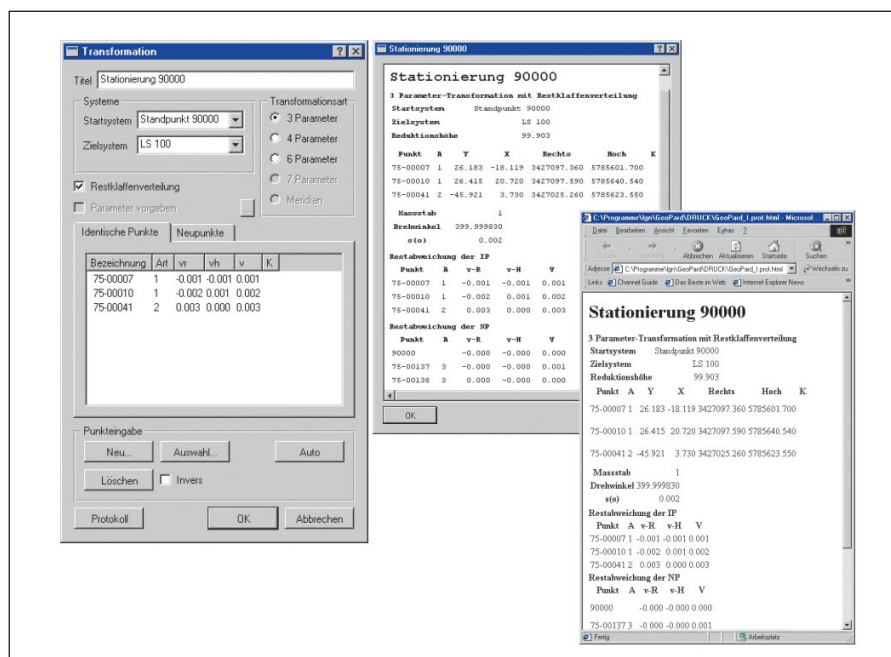 Transformation
Titel Stationierung 90000
Systeme
Startsystem Standpunkt 90000
Zielsystem LS 100
Transformationsart
3 Parameter
4 Parameter
6 Parameter
7 Parameter
Meridian
Restklaffenverteilung
Parameter vorgeben
Identische Punkte Neupunkte
Bezeichnung Art vr vh v K
75-00007 1 -0.001 -0.001 0.001
75-00010 1 -0.002 0.001 0.002
75-00041 2 0.003 0.000 0.003
Punkteingabe
Neu... Auswahl... Auto
Löschen Invers
Protokoll OK Abbrechen
Stationierung 90000
Stationierung 90000
3 Parameter-Transformation mit Restklaffenverteilung
Startsystem Standpunkt 90000
Zielsystem LS 100
Reduktionshöhe 99.903
Punkt A Y X Rechts Hoch K
75-00007 1 26.183 -18.119 3427097.360 5785601.700
75-00010 1 26.415 20.720 3427097.590 5785640.540
75-00041 2 -45.921 3.730 3427025.260 5785623.550
Massstab 1
Drehwinkel 399.999830
s(o) 0.002
Restabweichung der IP
Punkt A v-R v-H V
75-00007 1 -0.001 -0.001 0.001
75-00010 1 -0.002 0.001 0.002
75-00041 2 0.003 0.000 0.003
Restabweichung der NP
Punkt A v-R v-H V
90000 -0.000 -0.000 0.000
75-00137 3 -0.000 -0.000 0.001
75-00138 3 0.000 -0.000 0.000
OK
C:\Programme\lgn\GeoPard\DRUCK\GeoPard_l.prot.html - Microsof...
Datei Bearbeiten Ansicht Favoriten Extras ?
Zurück Vorwärts Abbrechen Aktualisieren Startseite Suchen
Adresse C:\Programme\lgn\GeoPard\DRUCK\GeoPard_l.prot.html Wechseln zu
Links Channel Guide Das Beste im Web Internet Explorer News
Stationierung 90000
3 Parameter-Transformation mit Restklaffenverteilung
Startsystem Standpunkt 90000
Zielsystem LS 100
Reduktionshöhe 99.903
Punkt A Y X Rechts Hoch K
75-00007 1 26.183 -18.119 3427097.360 5785601.700
75-00010 1 26.415 20.720 3427097.590 5785640.540
75-00041 2 -45.921 3.730 3427025.260 5785623.550
Massstab 1
Drehwinkel 399.999830
s(o) 0.002
Restabweichung der IP
Punkt A v-R v-H V
75-00007 1 -0.001 -0.001 0.001
75-00010 1 -0.002 0.001 0.002
75-00041 2 0.003 0.000 0.003
Restabweichung der NP
Punkt A v-R v-H V
90000 -0.000 -0.000 0.000
75-00137 3 -0.000 -0.000 0.001
Fertig Arbeitsplatz